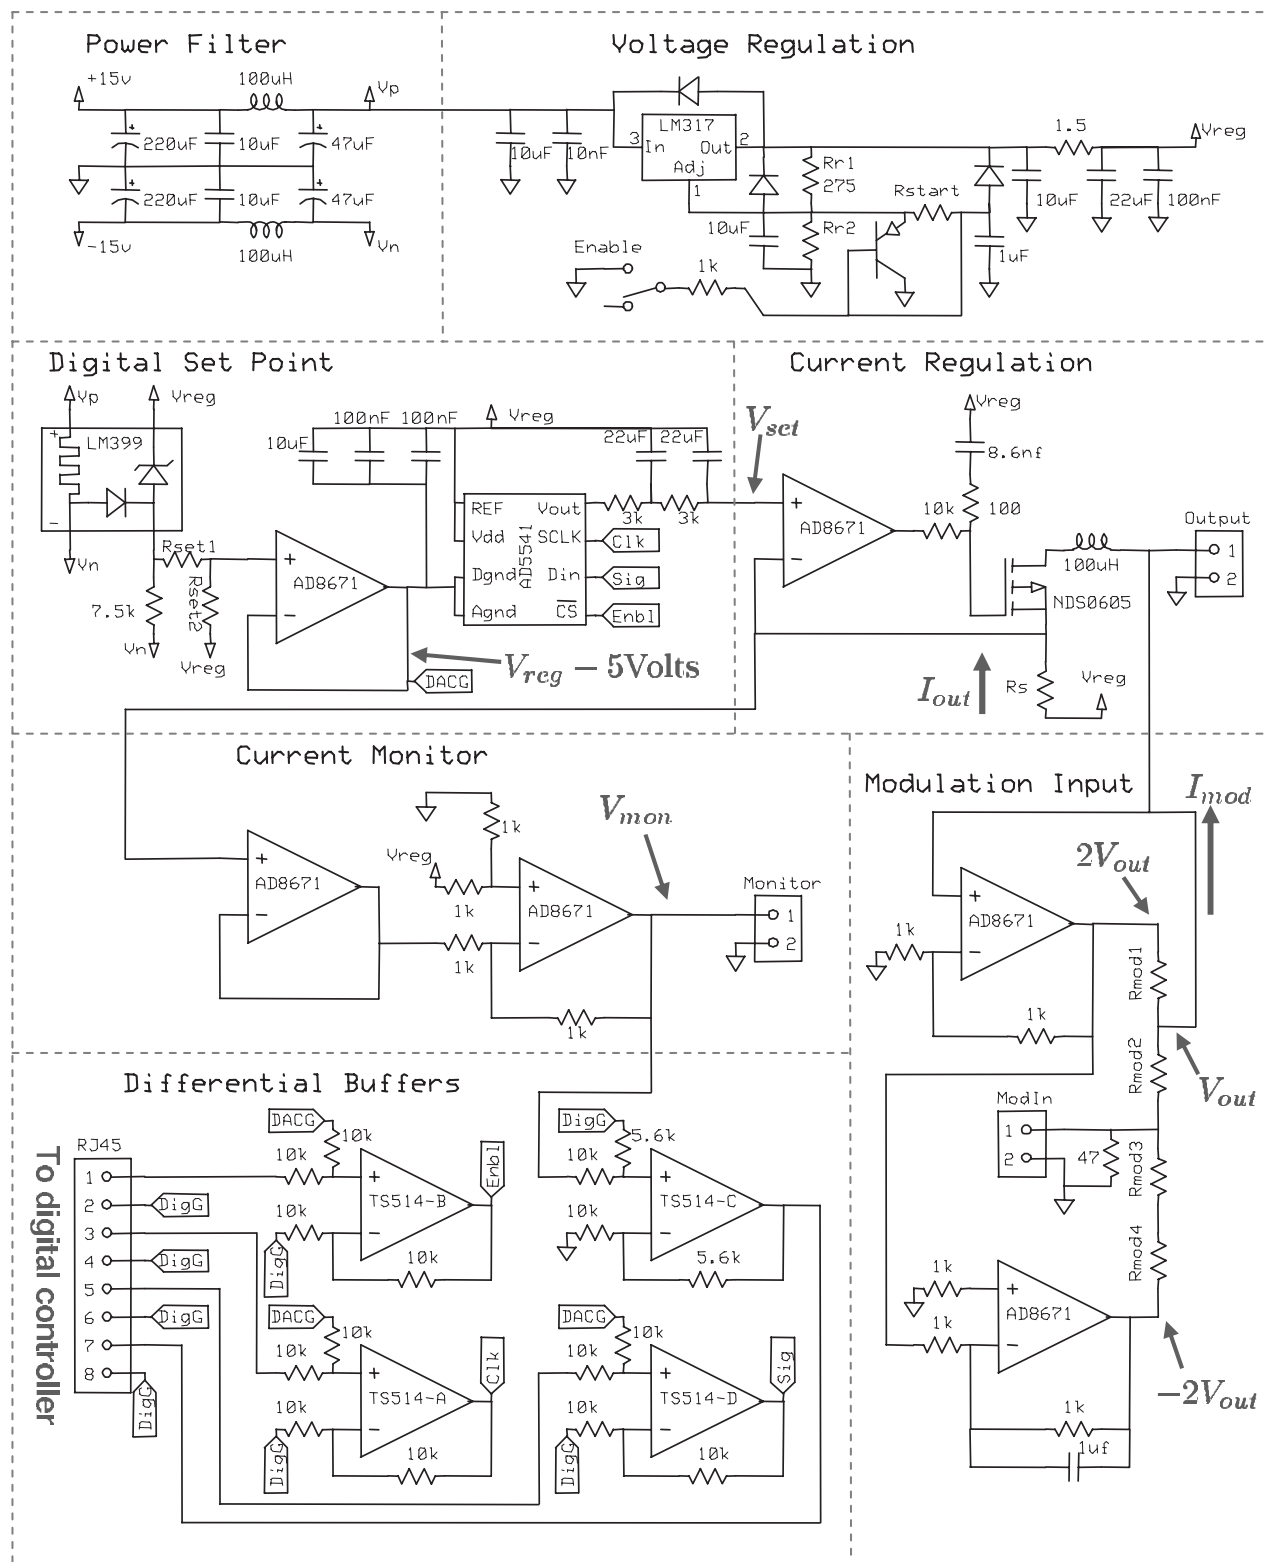 Power Filter
+15v
100uH
Vp
220uF
10uF
47uF
220uF
10uF
47uF
-15v
100uH
Vn
Voltage Regulation
LM317
3
In
Out
2
Adj
1
10uF
10nF
Rr1
275
Rstart
1.5
Vreg
10uF
22uF
100nF
10uF
Rr2
1uF
Enable
1k
Digital Set Point
Vp
Vreg
+
LM399
-
Vn
Rset1
Rset2
7.5k
Vn
Vreg
+
AD8671
-
10uF
100nF
100nF
Vreg
22uF
22uF
REF
Vout
Vdd
SCLK
AD5541
Dgnd
Din
Agnd
CS
3k
3k
Clk
Sig
Enbl
Vreg − 5Volts
DACG
Current Regulation
Vset
Vreg
8.6nf
100
10k
+
AD8671
-
100uH
NDS0605
Output
1
2
Iout
Rs
Vreg
Current Monitor
+
AD8671
-
1k
Vreg
1k
+
AD8671
-
1k
1k
Vmon
Monitor
1
2
Modulation Input
Imod
2Vout
+
AD8671
-
1k
1k
Rmod1
Rmod2
Vout
ModIn
1
2
47
Rmod3
Rmod4
1k
1k
+
AD8671
-
−2Vout
1k
1uf
Differential Buffers
To digital controller
RJ45
1
2
3
4
5
6
7
8
DigG
DigG
DigG
DigG
DACG
10k
10k
+
TS514-B
-
10k
DigG
10k
Enbl
DigG
5.6k
10k
+
TS514-C
-
10k
5.6k
DACG
10k
10k
+
TS514-A
-
10k
DigG
10k
Clk
DACG
10k
10k
+
TS514-D
-
10k
DigG
10k
Sig